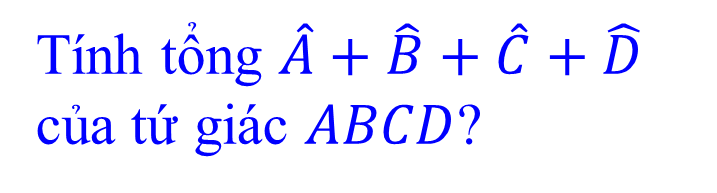 Tính tổng Â + B̂ + Ĉ + D̂
của tứ giác ABCD?